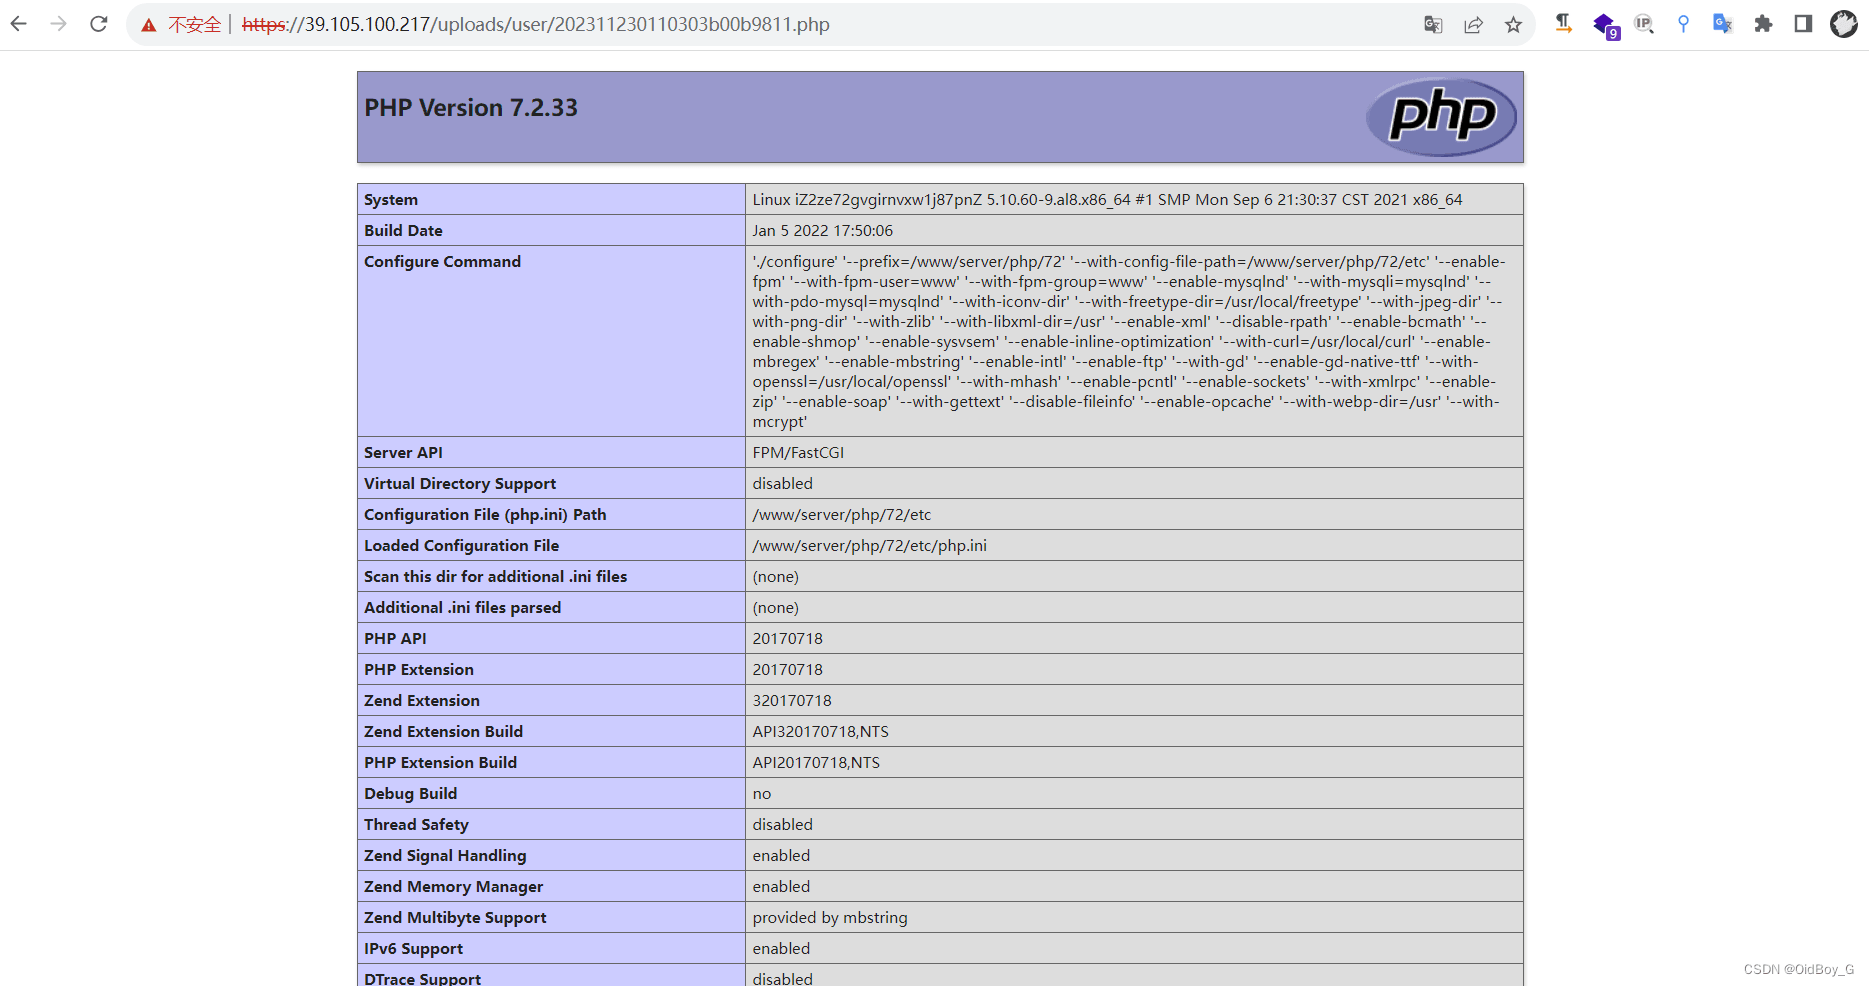 不安全 | https://39.105.100.217/uploads/user/202311230110303b00b9811.php
9
IP
PHP Version 7.2.33
php
System Linux iZ2ze72gvgirnvxw1j87pnZ 5.10.60-9.al8.x86_64 #1 SMP Mon Sep 6 21:30:37 CST 2021 x86_64
Build Date Jan 5 2022 17:50:06
Configure Command './configure' '--prefix=/www/server/php/72' '--with-config-file-path=/www/server/php/72/etc' '--enable-
fpm' '--with-fpm-user=www' '--with-fpm-group=www' '--enable-mysqlnd' '--with-mysqli=mysqlnd' '--
with-pdo-mysql=mysqlnd' '--with-iconv-dir' '--with-freetype-dir=/usr/local/freetype' '--with-jpeg-dir' '--
with-png-dir' '--with-zlib' '--with-libxml-dir=/usr' '--enable-xml' '--disable-rpath' '--enable-bcmath' '--
enable-shmop' '--enable-sysvsem' '--enable-inline-optimization' '--with-curl=/usr/local/curl' '--enable-
mbregex' '--enable-mbstring' '--enable-intl' '--enable-ftp' '--with-gd' '--enable-gd-native-ttf' '--with-
openssl=/usr/local/openssl' '--with-mhash' '--enable-pcntl' '--enable-sockets' '--with-xmlrpc' '--enable-
zip' '--enable-soap' '--with-gettext' '--disable-fileinfo' '--enable-opcache' '--with-webp-dir=/usr' '--with-
mcrypt'
Server API FPM/FastCGI
Virtual Directory Support disabled
Configuration File (php.ini) Path /www/server/php/72/etc
Loaded Configuration File /www/server/php/72/etc/php.ini
Scan this dir for additional .ini files (none)
Additional .ini files parsed (none)
PHP API 20170718
PHP Extension 20170718
Zend Extension 320170718
Zend Extension Build API320170718,NTS
PHP Extension Build API20170718,NTS
Debug Build no
Thread Safety disabled
Zend Signal Handling enabled
Zend Memory Manager enabled
Zend Multibyte Support provided by mbstring
IPv6 Support enabled
DTrace Support disabled
CSDN @OidBoy_G